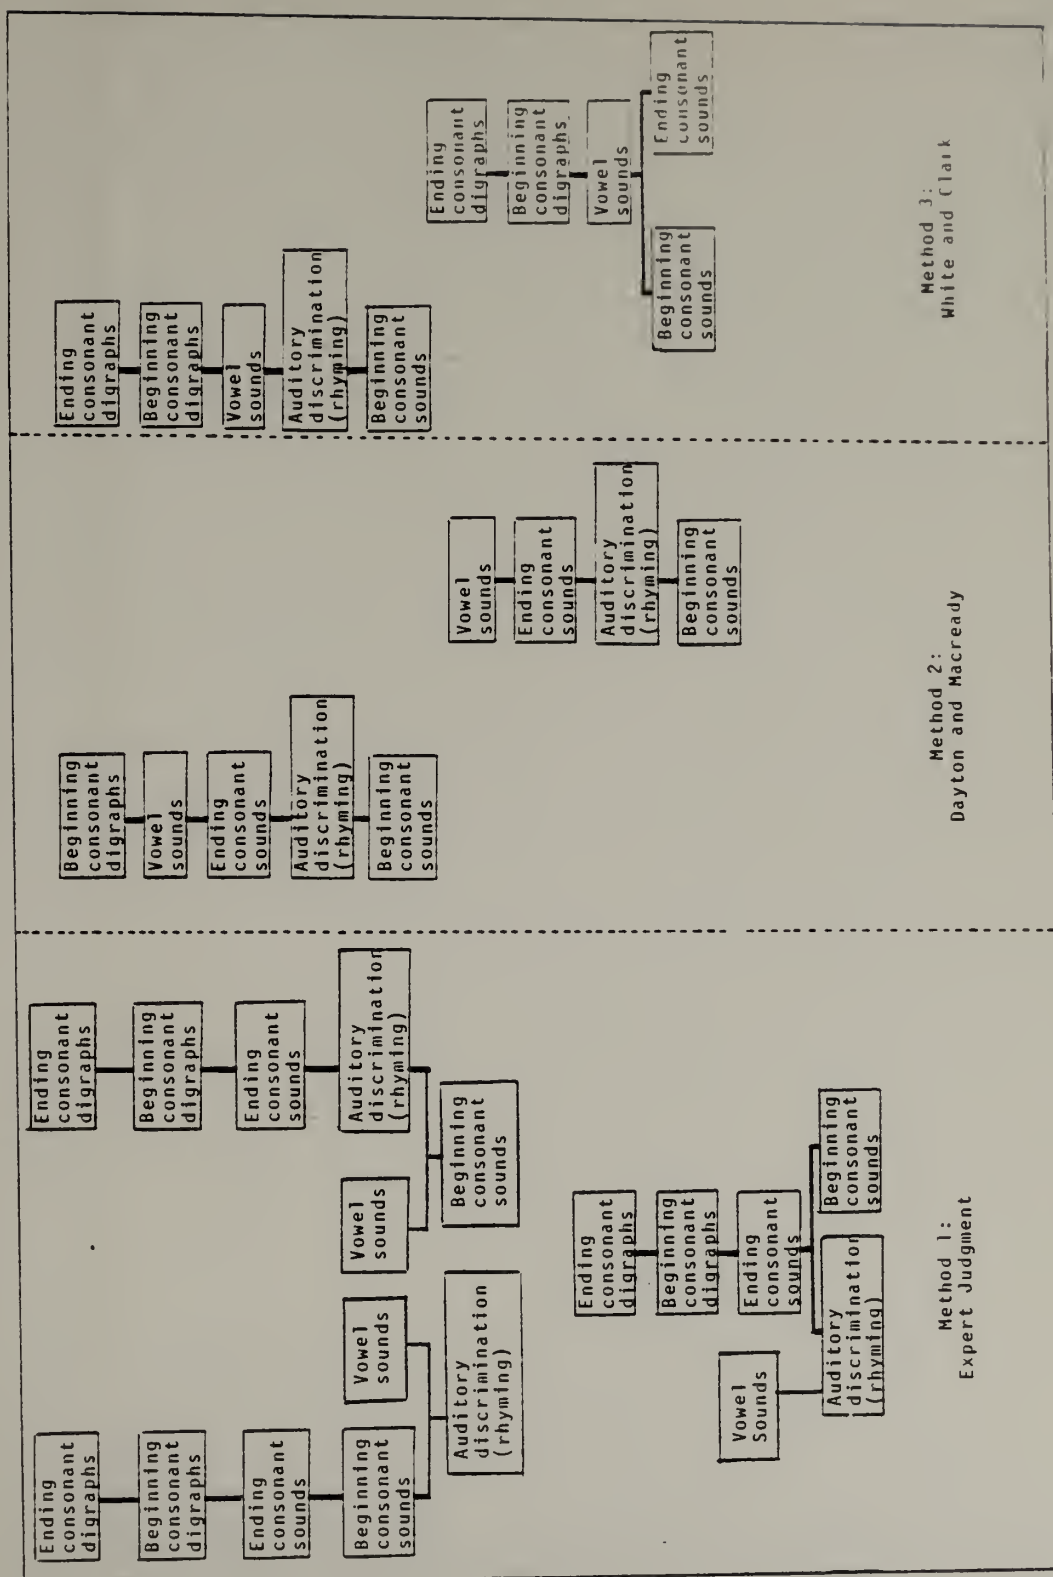 Ending
consonant
digraphs
Beginning
consonant
digraphs
Ending
consonant
sounds
Beginning
consonant
sounds
Vowel
sounds
Auditory
discrimination
(rhyming)
Ending
consonant
digraphs
Beginning
consonant
digraphs
Ending
consonant
sounds
Auditory
discrimination
(rhyming)
Vowel
sounds
Beginning
consonant
sounds
Ending
consonant
digraphs
Beginning
consonant
digraphs
Ending
consonant
sounds
Vowel
Sounds
Auditory
discrimination
(rhyming)
Beginning
consonant
sounds
Method 1:
Expert Judgment
Beginning
consonant
digraphs
Vowel
sounds
Ending
consonant
sounds
Auditory
discrimination
(rhyming)
Beginning
consonant
sounds
Vowel
sounds
Ending
consonant
sounds
Auditory
discrimination
(rhyming)
Beginning
consonant
sounds
Method 2:
Dayton and Macready
Ending
consonant
digraphs
Beginning
consonant
digraphs
Vowel
sounds
Auditory
discrimination
(rhyming)
Beginning
consonant
sounds
Ending
consonant
digraphs
Beginning
consonant
digraphs
Vowel
sounds
Beginning
consonant
sounds
Ending
consonant
sounds
Method 3:
White and Clark